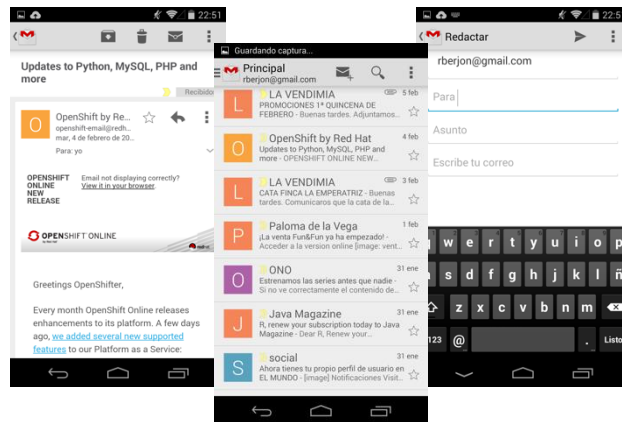 22:51
Updates to Python, MySQL, PHP and
more
Recibido
O
OpenShift by Re...
openshift-email@redh...
mar, 4 de febrero de 20...
Para: yo
OPENSHIFT
ONLINE
NEW
RELEASE
Email not displaying correctly?
View it in your browser.
OPENSHIFT ONLINE
Greetings OpenShifter,
Every month OpenShift Online releases
enhancements to its platform. A few days
ago, we added several new supported
features to our Platform as a Service:
Guardando captura...
Principal
rberjon@gmail.com
L
LA VENDIMIA
5 feb
PROMOCIONES 1ª QUINCENA DE
FEBRERO - Buenas tardes. Adjuntamos...
O
OpenShift by Red Hat
4 feb
Updates to Python, MySQL, PHP and
more - OPENSHIFT ONLINE NEW...
L
LA VENDIMIA
3 feb
CATA FINCA LA EMPERATRIZ - Buenas
tardes. Comunicaros que la cata de la...
P
Paloma de la Vega
1 feb
¡La venta Fun&Fun ya ha empezado! -
Acceder a la version online [image: vent...
O
ONO
31 ene
Estrenamos las series antes que nadie -
Si no ve correctamente el contenido de...
J
Java Magazine
31 ene
R, renew your subscription today to Java
Magazine - Dear R, Renew your...
S
social
31 ene
Ahora tienes tu propio perfil de usuario en
EL MUNDO - [image] Notificaciones Visit...
22:5
Redactar
rberjon@gmail.com
Para
Asunto
Escribe tu correo
w e r t y u i o p
s d f g h j k l ñ
z x c v b n m
123 @ . Listo